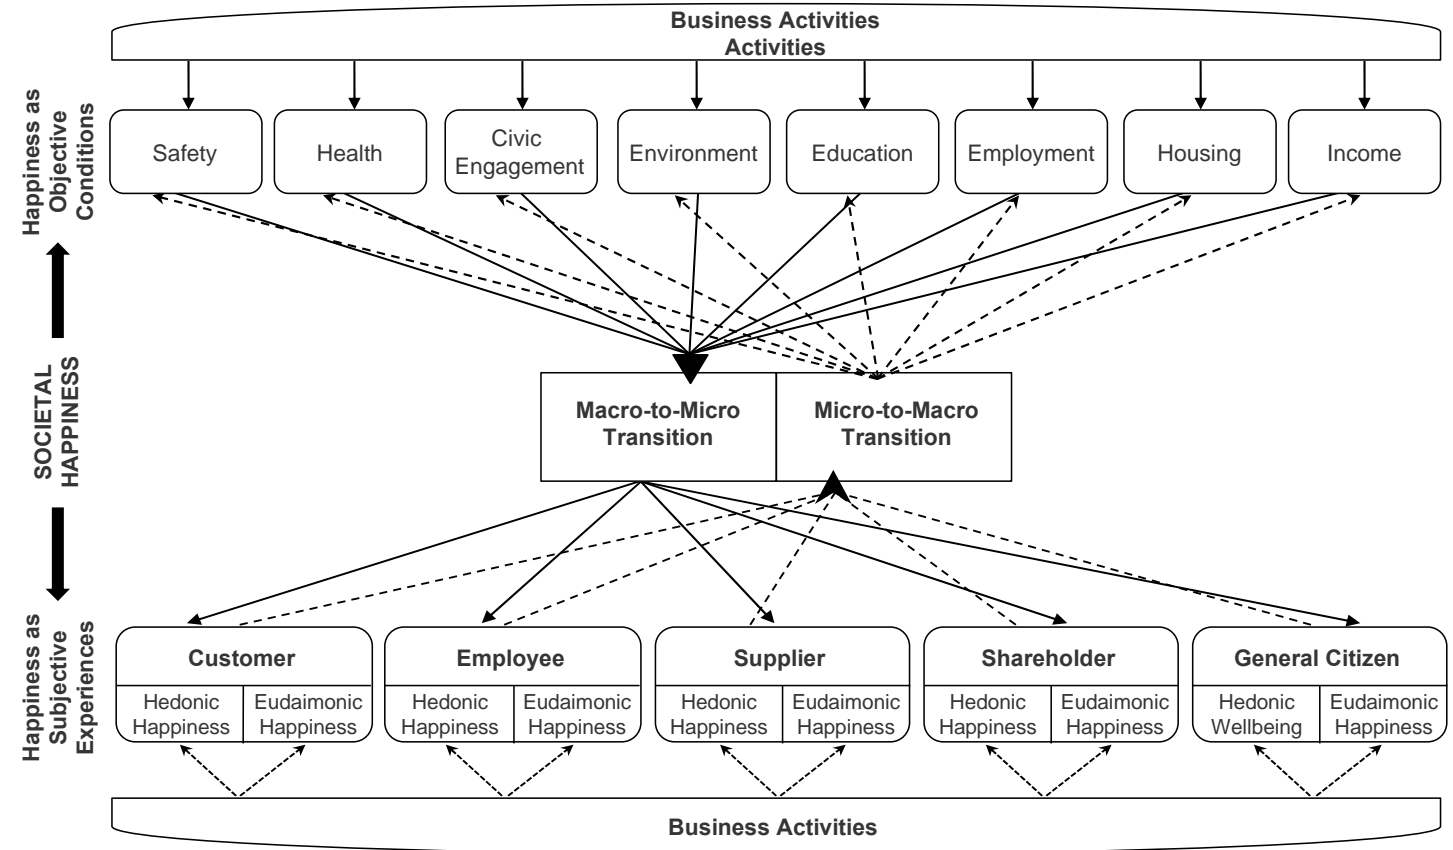 Business Activities
Activities
Happiness as
Objective
Conditions
Safety
Health
Civic
Engagement
Environment
Education
Employment
Housing
Income
SOCIETAL
HAPPINESS
Macro-to-Micro
Transition
Micro-to-Macro
Transition
Happiness as
Subjective
Experiences
Customer
Hedonic
Happiness
Eudaimonic
Happiness
Employee
Hedonic
Happiness
Eudaimonic
Happiness
Supplier
Hedonic
Happiness
Eudaimonic
Happiness
Shareholder
Hedonic
Happiness
Eudaimonic
Happiness
General Citizen
Hedonic
Wellbeing
Eudaimonic
Happiness
Business Activities